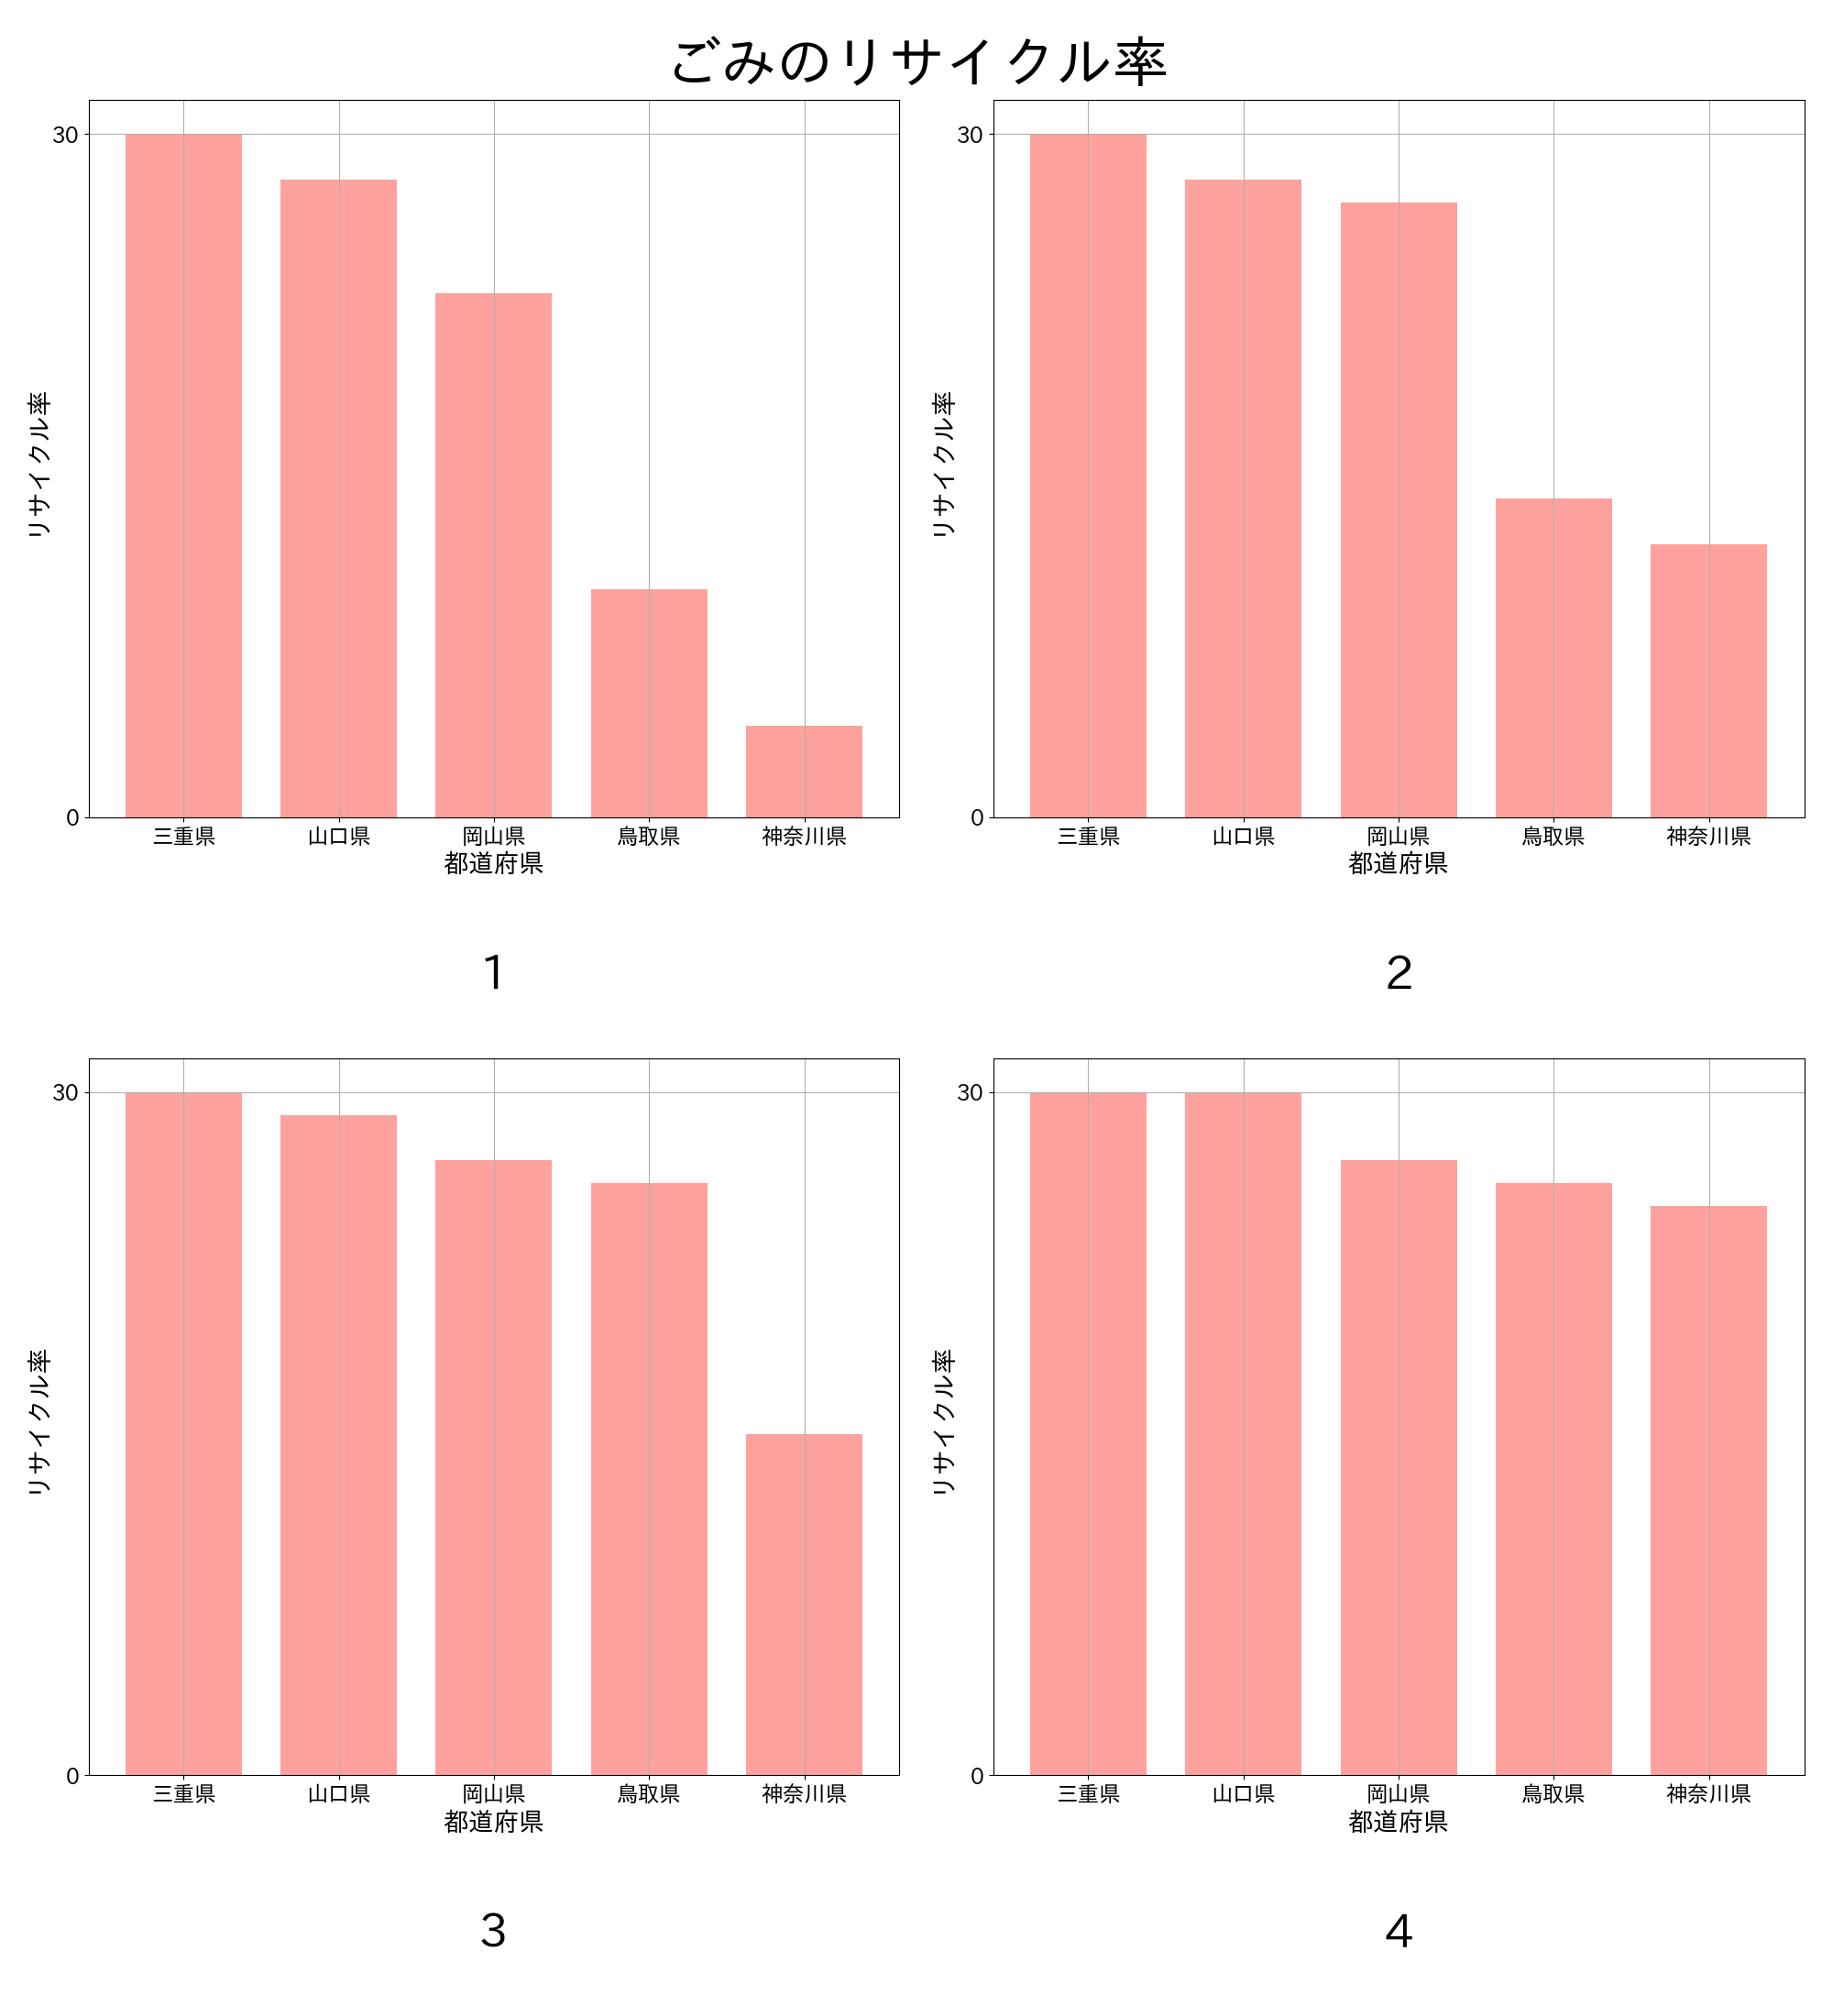 ごみのリサイクル率
30
0
リサイクル率
三重県 山口県 岡山県 鳥取県 神奈川県
都道府県
1
30
0
リサイクル率
三重県 山口県 岡山県 鳥取県 神奈川県
都道府県
2
30
0
リサイクル率
三重県 山口県 岡山県 鳥取県 神奈川県
都道府県
3
30
0
リサイクル率
三重県 山口県 岡山県 鳥取県 神奈川県
都道府県
4